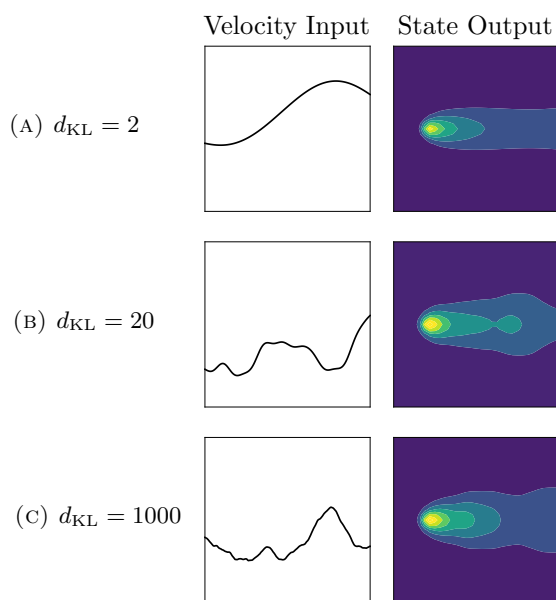 Velocity Input State Output
(A) d_KL = 2
(B) d_KL = 20
(C) d_KL = 1000